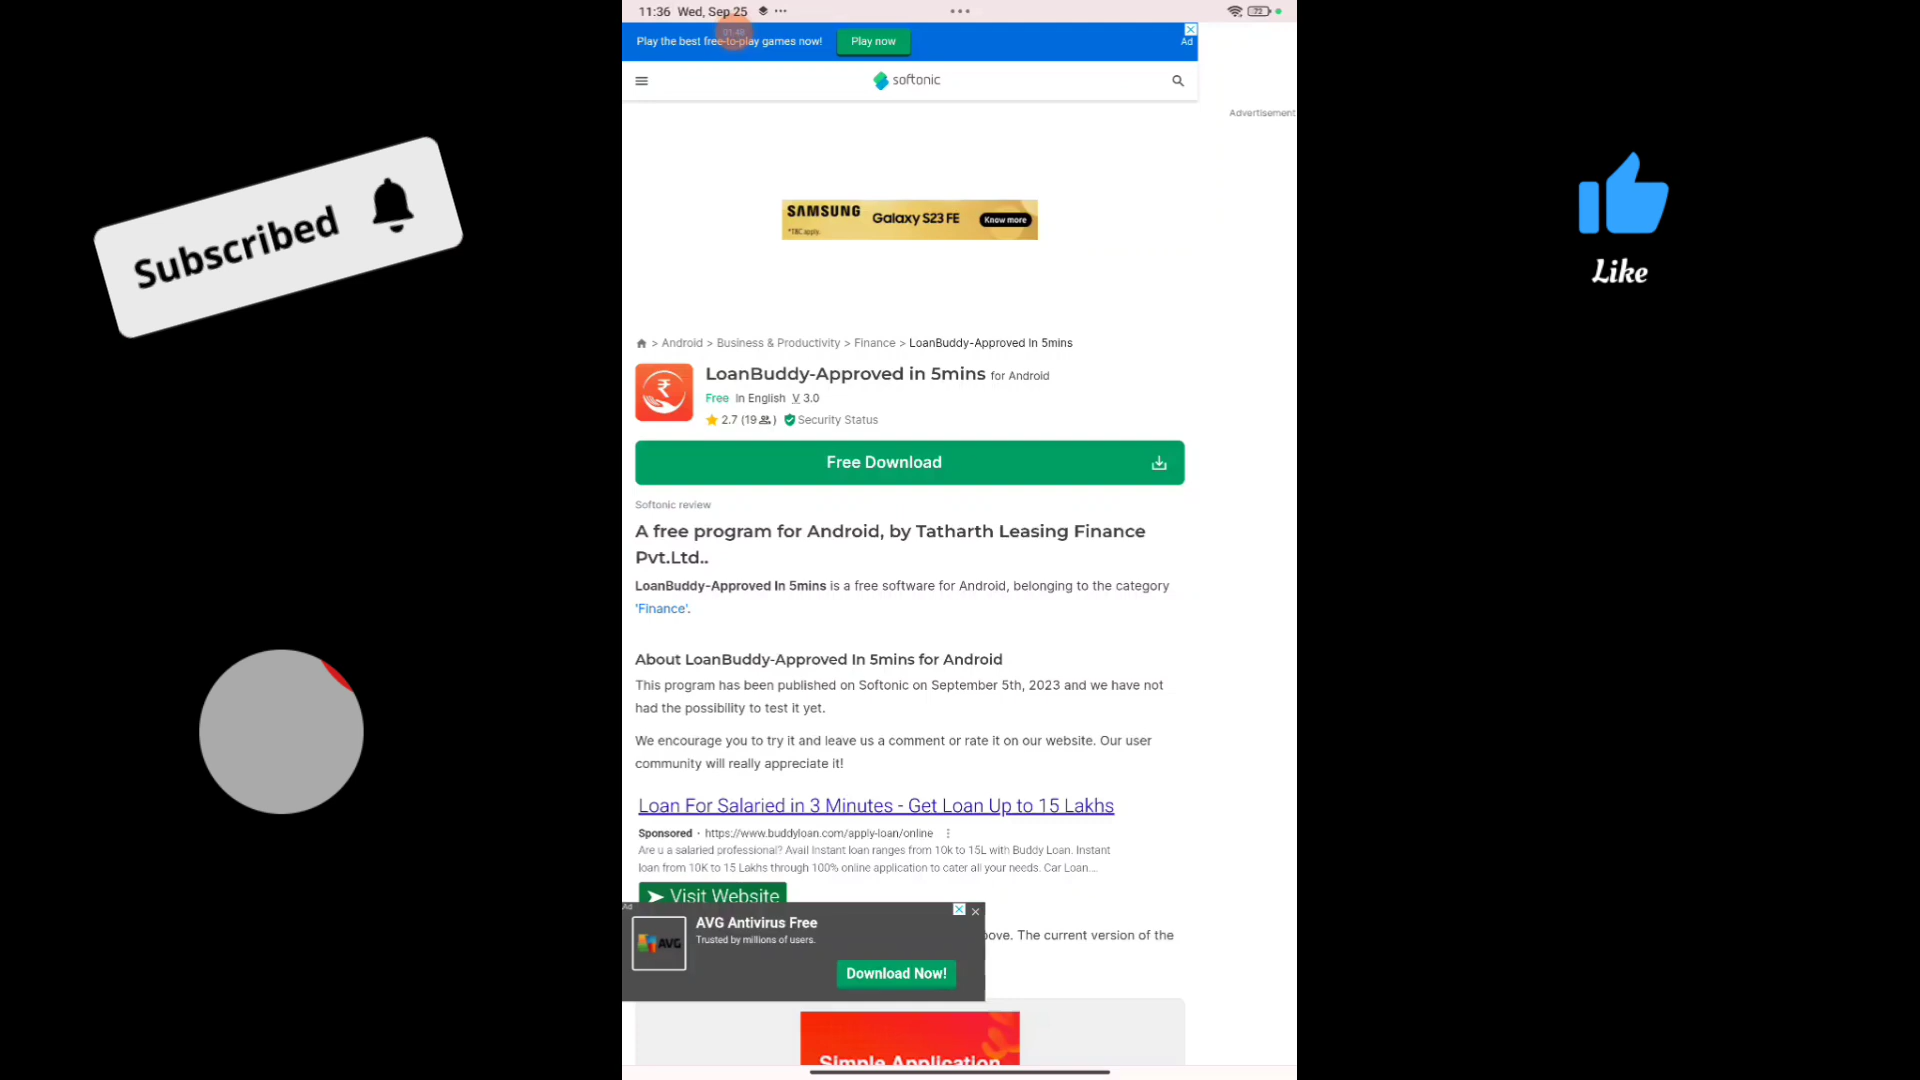 11:36 Wed, Sep 25
72
01:49
Play the best free-to-play games now!
Play now
Ad
softonic
Advertisement
SAMSUNG
Galaxy S23 FE
Know more
*T&C apply.
> Android > Business & Productivity > Finance > LoanBuddy-Approved In 5mins
LoanBuddy-Approved in 5mins for Android
Free In English V 3.0
2.7 (19 ) Security Status
Free Download
Softonic review
A free program for Android, by Tatharth Leasing Finance
Pvt.Ltd..
LoanBuddy-Approved In 5mins is a free software for Android, belonging to the category
'Finance'.
About LoanBuddy-Approved In 5mins for Android
This program has been published on Softonic on September 5th, 2023 and we have not
had the possibility to test it yet.
We encourage you to try it and leave us a comment or rate it on our website. Our user
community will really appreciate it!
Loan For Salaried in 3 Minutes - Get Loan Up to 15 Lakhs
Sponsored · https://www.buddyloan.com/apply-loan/online
Are u a salaried professional? Avail Instant loan ranges from 10k to 15L with Buddy Loan. Instant
loan from 10K to 15 Lakhs through 100% online application to cater all your needs. Car Loan....
Visit Website
Ad
AVG
AVG Antivirus Free
Trusted by millions of users.
Download Now!
ove. The current version of the
Simple Application
Subscribed
Like